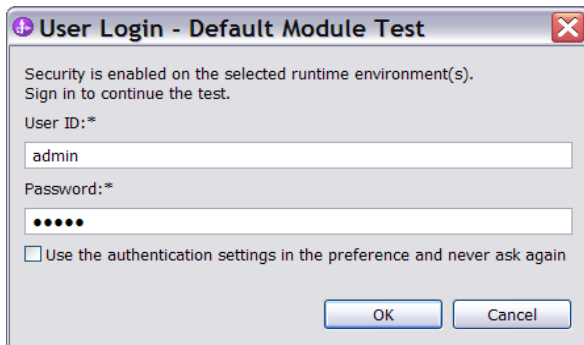 User Login - Default Module Test
Security is enabled on the selected runtime environment(s).
Sign in to continue the test.
User ID:*
admin
Password:*
●●●●●
Use the authentication settings in the preference and never ask again
OK Cancel